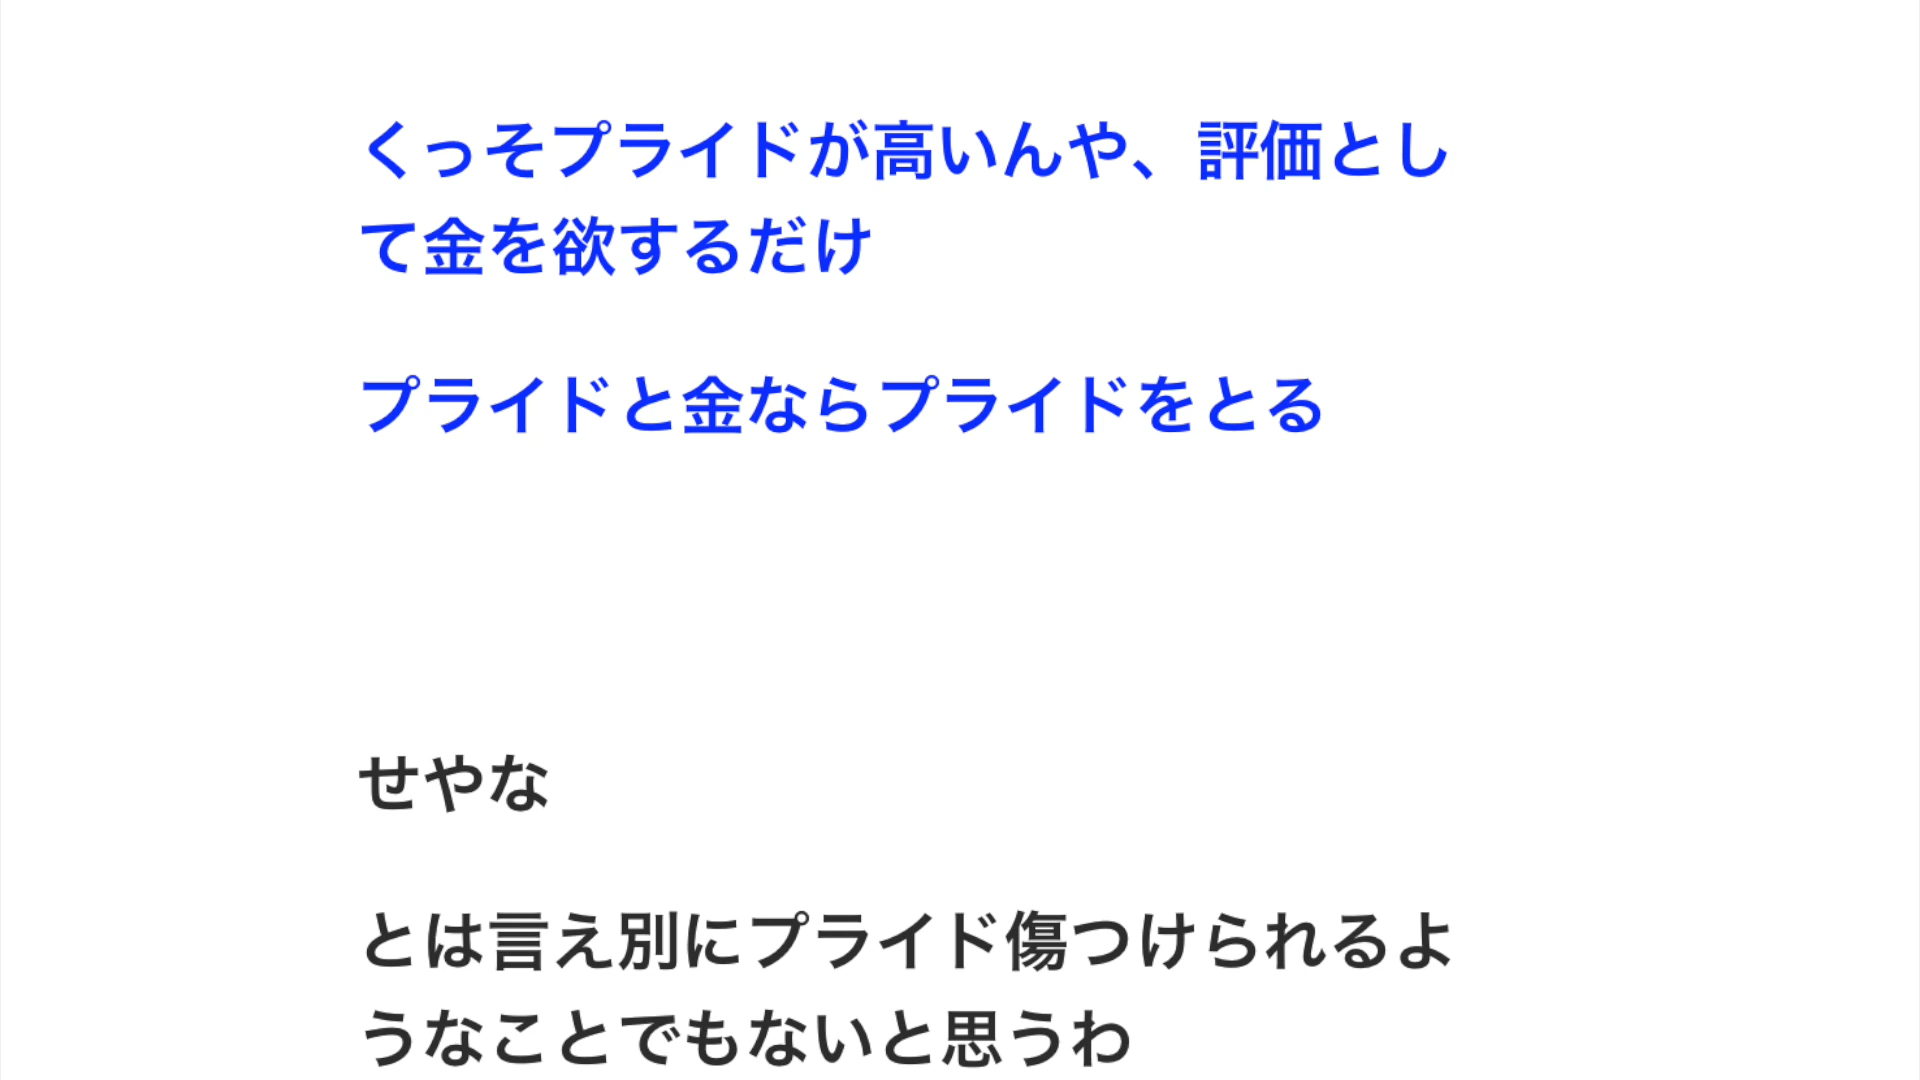 くっそプライドが高いんや、評価とし
て金を欲するだけ
プライドと金ならプライドをとる
せやな
とは言え別にプライド傷つけられるよ
うなことでもないと思うわ